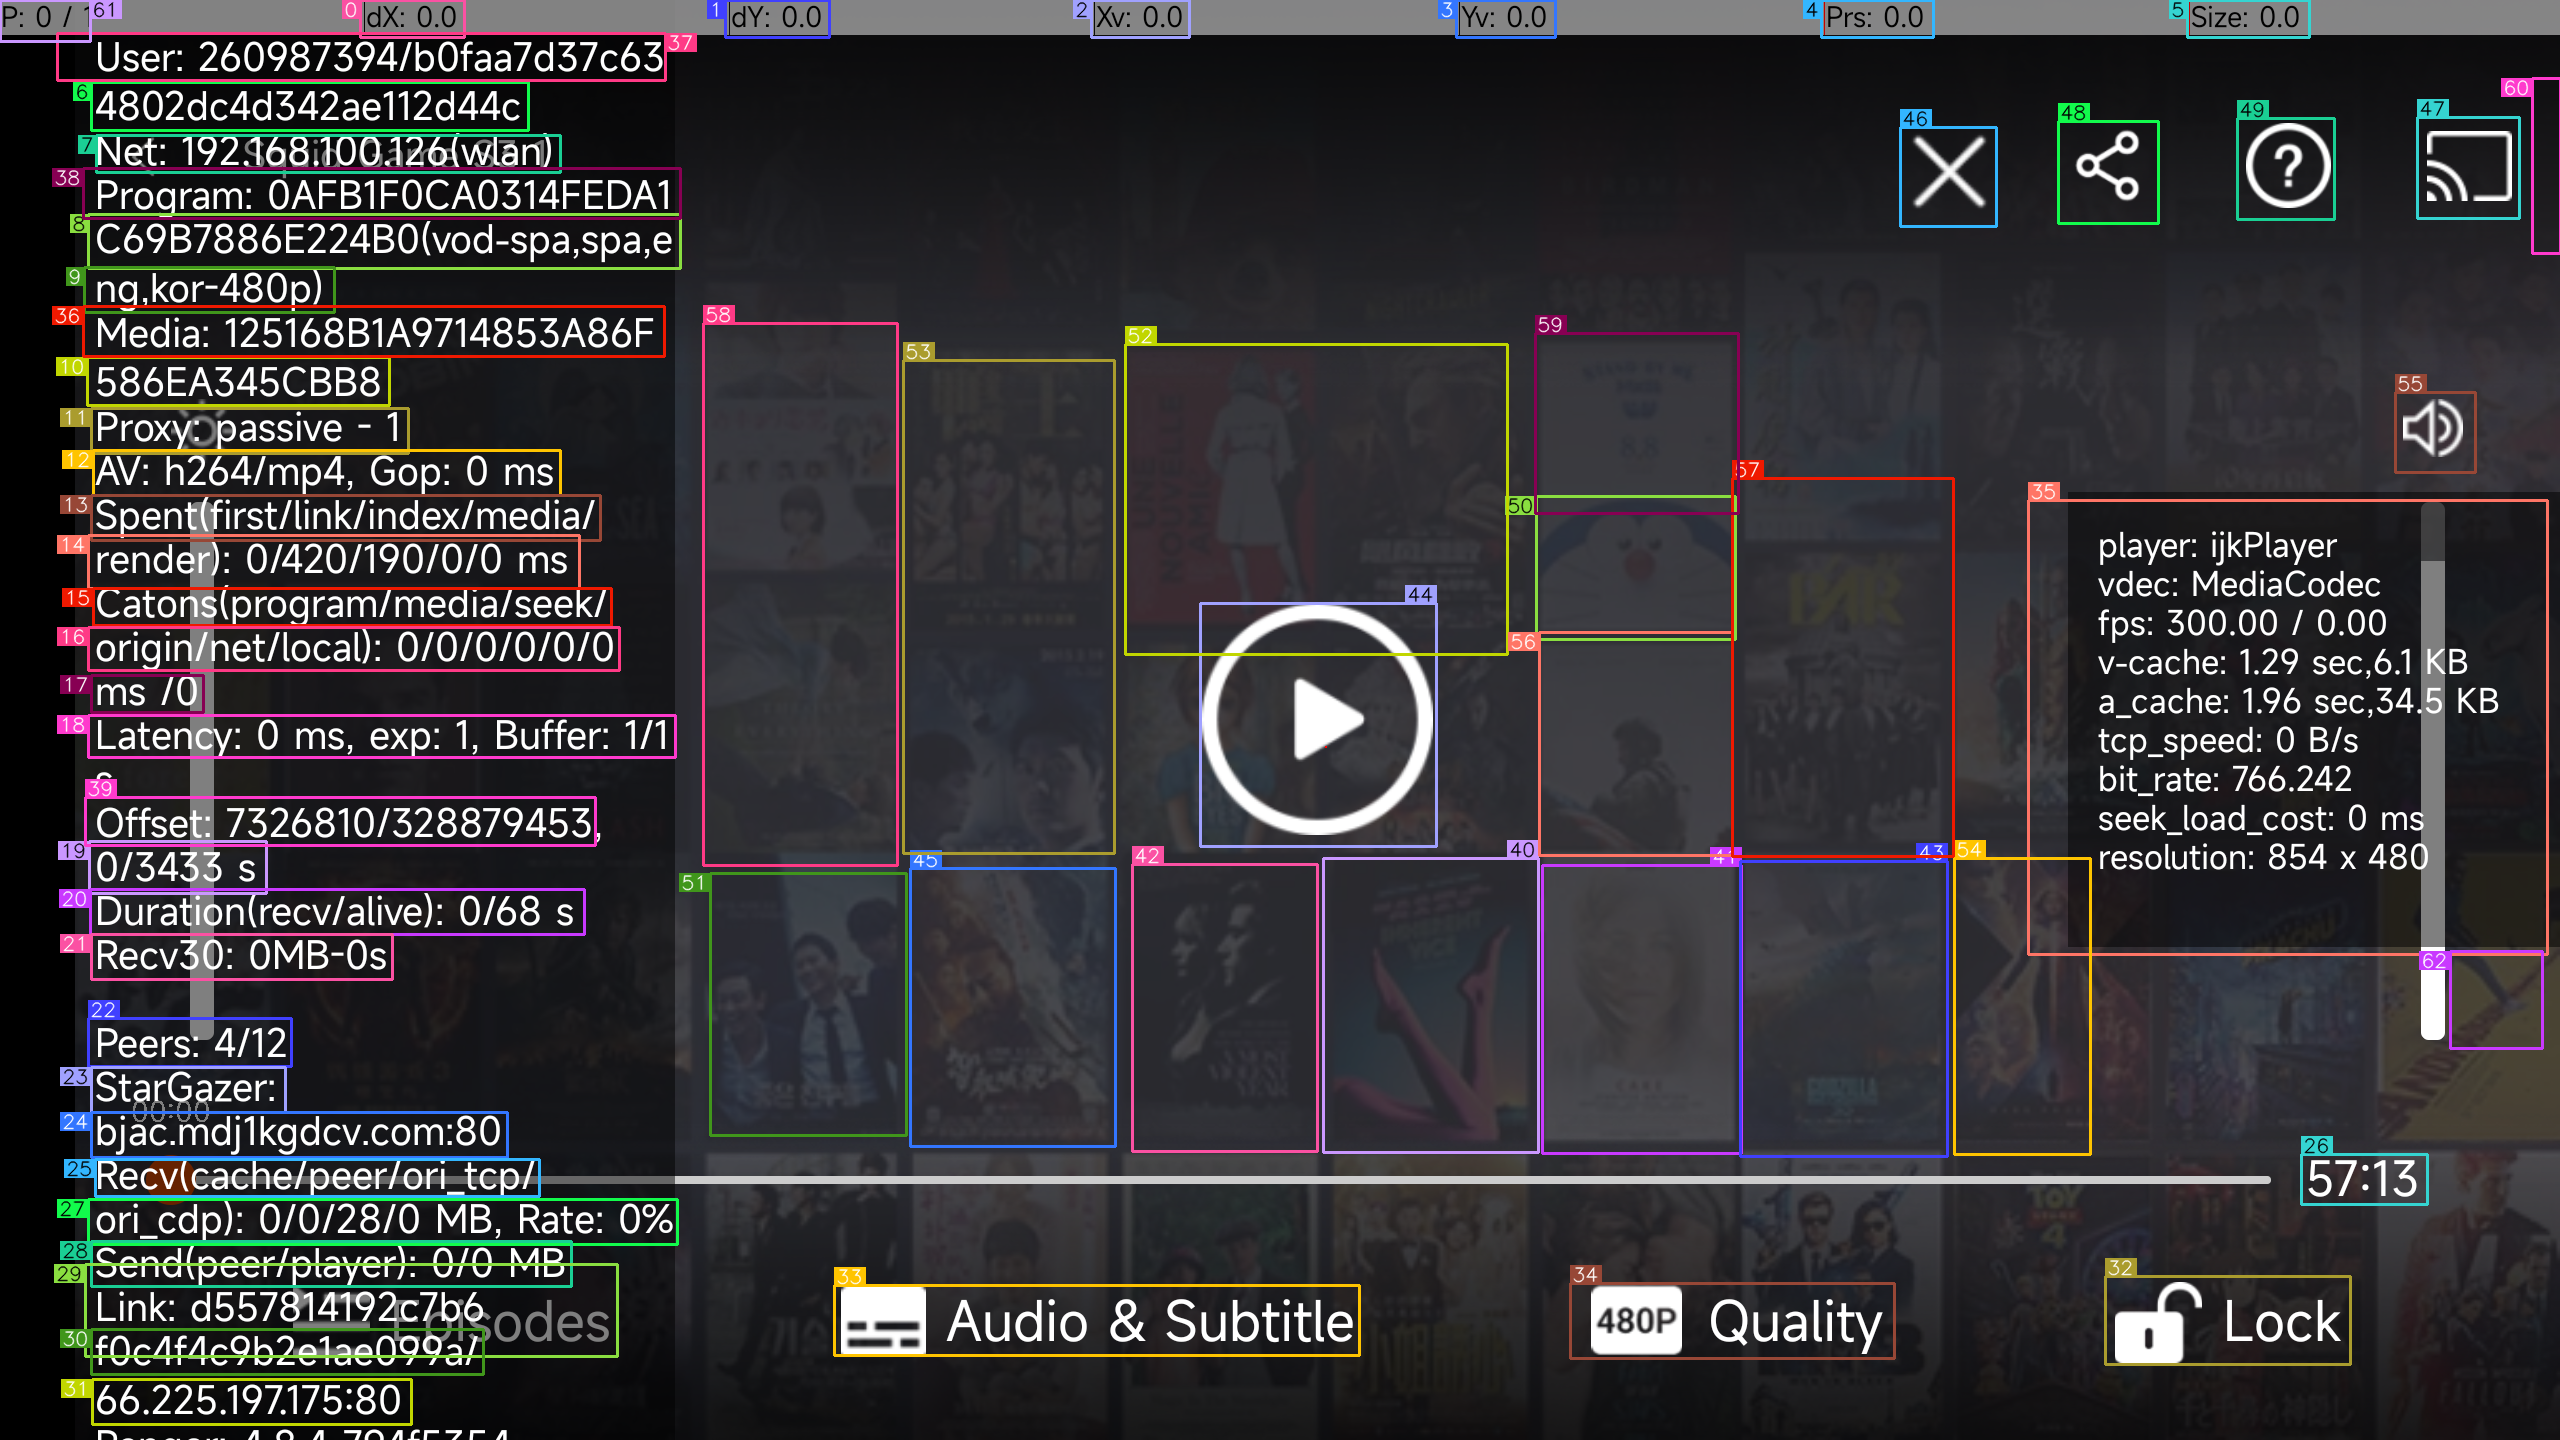 P: 0 / 1
dX: 0.0
dY: 0.0
Xv: 0.0
Yv: 0.0
Prs: 0.0
Size: 0.0
User: 260987394/b0faa7d37c63
4802dc4d342ae112d44c
Net: 192.168.100.126(wlan)
Program: 0AFB1F0CA0314FEDA1
C69B7886E224B0(vod-spa,spa,e
ng,kor-480p)
Media: 125168B1A9714853A86F
586EA345CBB8
Proxy: passive - 1
AV: h264/mp4, Gop: 0 ms
Spent(first/link/index/media/
render): 0/420/190/0/0 ms
Catons(program/media/seek/
origin/net/local): 0/0/0/0/0/0
ms /0
Latency: 0 ms, exp: 1, Buffer: 1/1
s
Offset: 7326810/328879453,
0/3433 s
Duration(recv/alive): 0/68 s
Recv30: 0MB-0s
Peers: 4/12
StarGazer:
00:00
bjac.mdj1kgdcv.com:80
Recv(cache/peer/ori_tcp/
ori_cdp): 0/0/28/0 MB, Rate: 0%
Send(peer/player): 0/0 MB
Link: d557814192c7b6
Episodes
f0c4f4c9b2e1ae099a/
66.225.197.175:80
player: ijkPlayer
vdec: MediaCodec
fps: 300.00 / 0.00
v-cache: 1.29 sec,6.1 KB
a_cache: 1.96 sec,34.5 KB
tcp_speed: 0 B/s
bit_rate: 766.242
seek_load_cost: 0 ms
resolution: 854 x 480
57:13
Audio & Subtitle
480P Quality
Lock